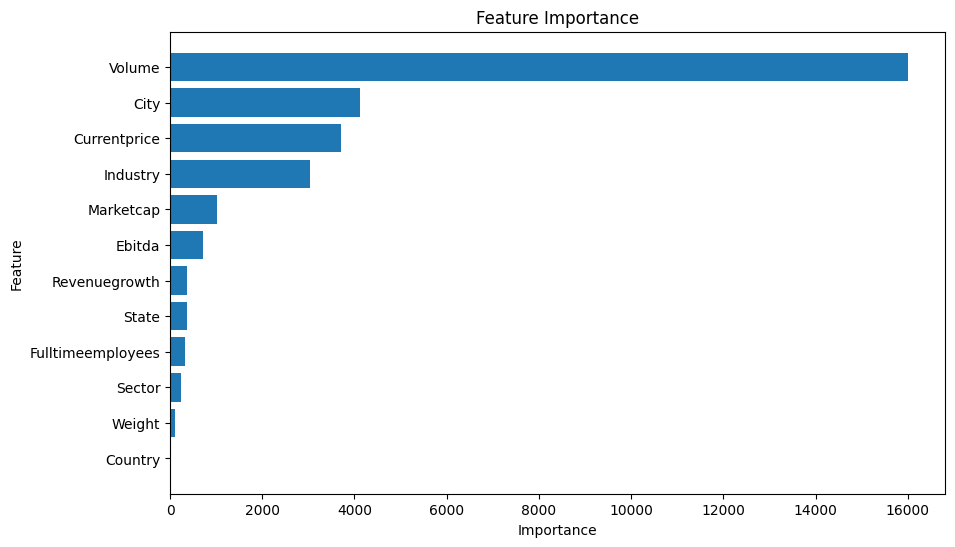 Feature Importance
Feature
Volume
City
Currentprice
Industry
Marketcap
Ebitda
Revenuegrowth
State
Fulltimeemployees
Sector
Weight
Country
0 2000 4000 6000 8000 10000 12000 14000 16000
Importance